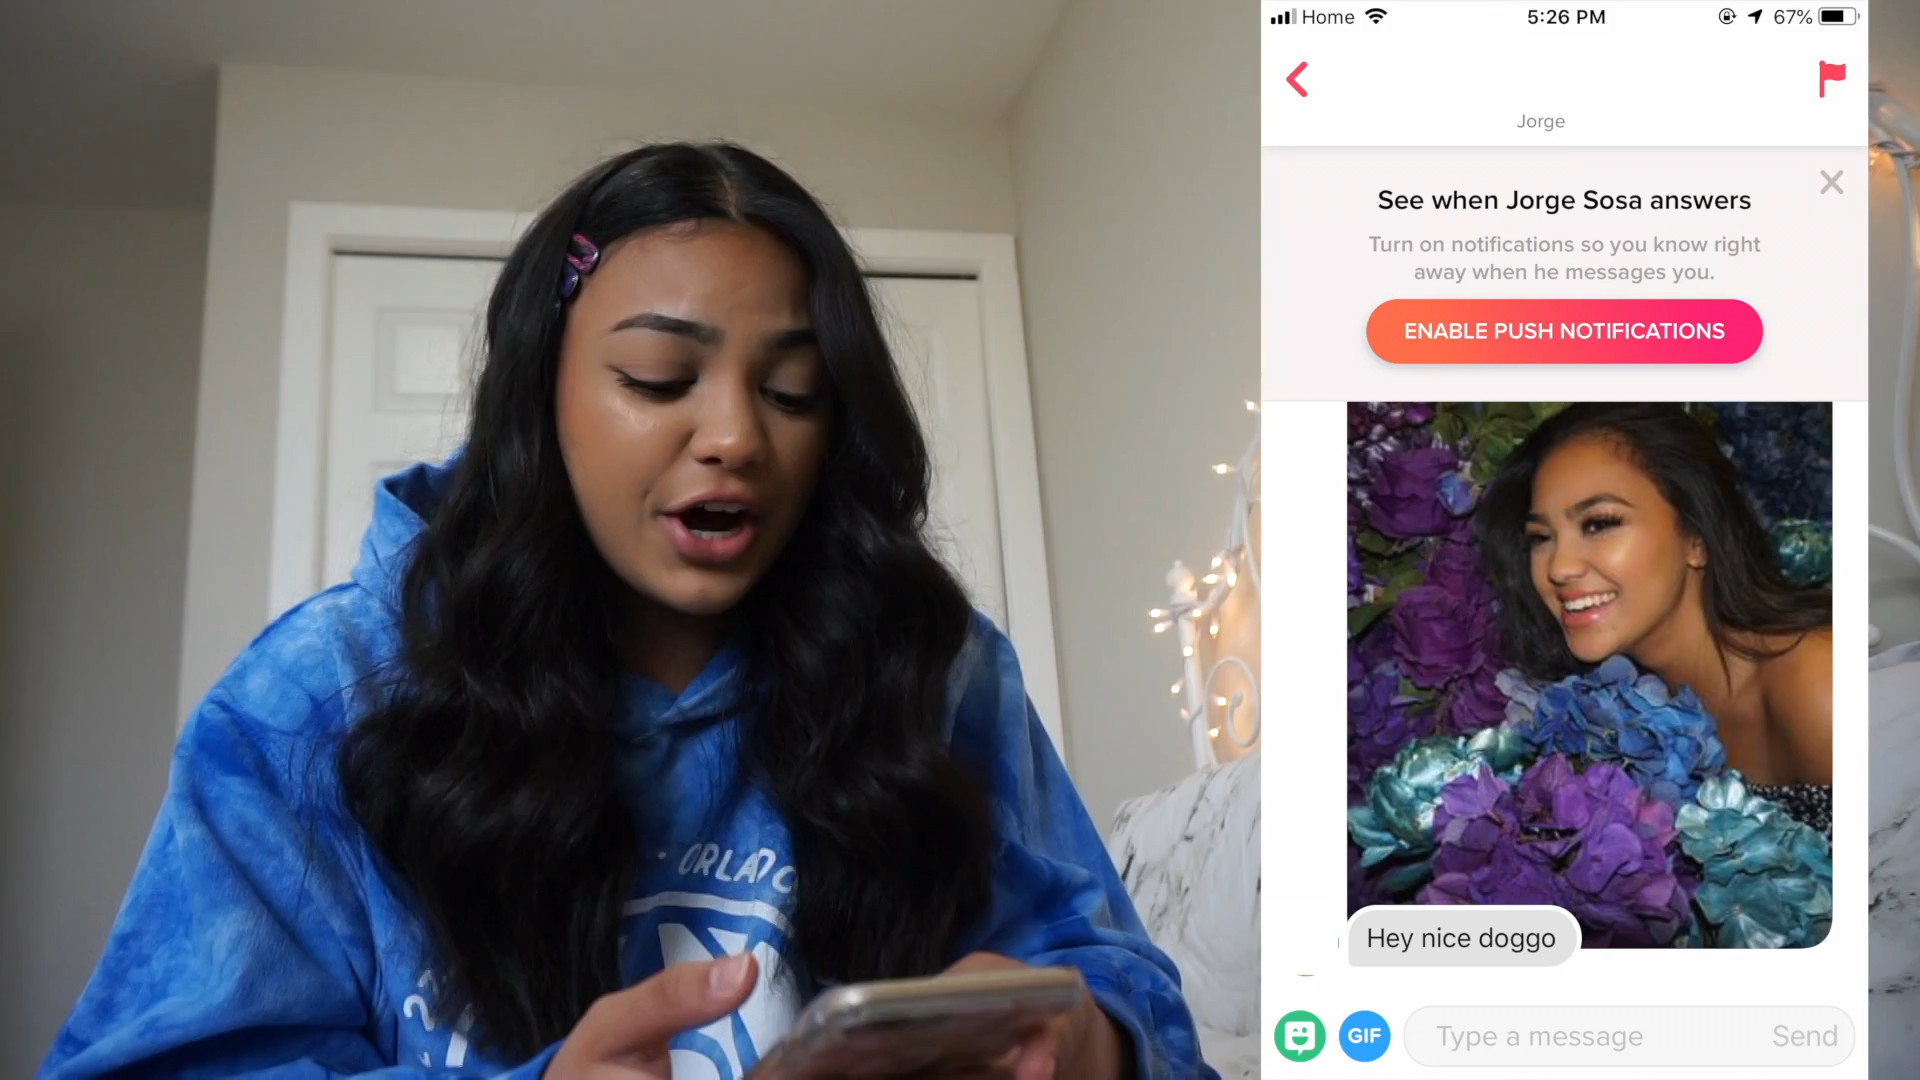 Home 5:26 PM 67%
Jorge
See when Jorge Sosa answers
Turn on notifications so you know right
away when he messages you.
ENABLE PUSH NOTIFICATIONS
Hey nice doggo
GIF Type a message Send